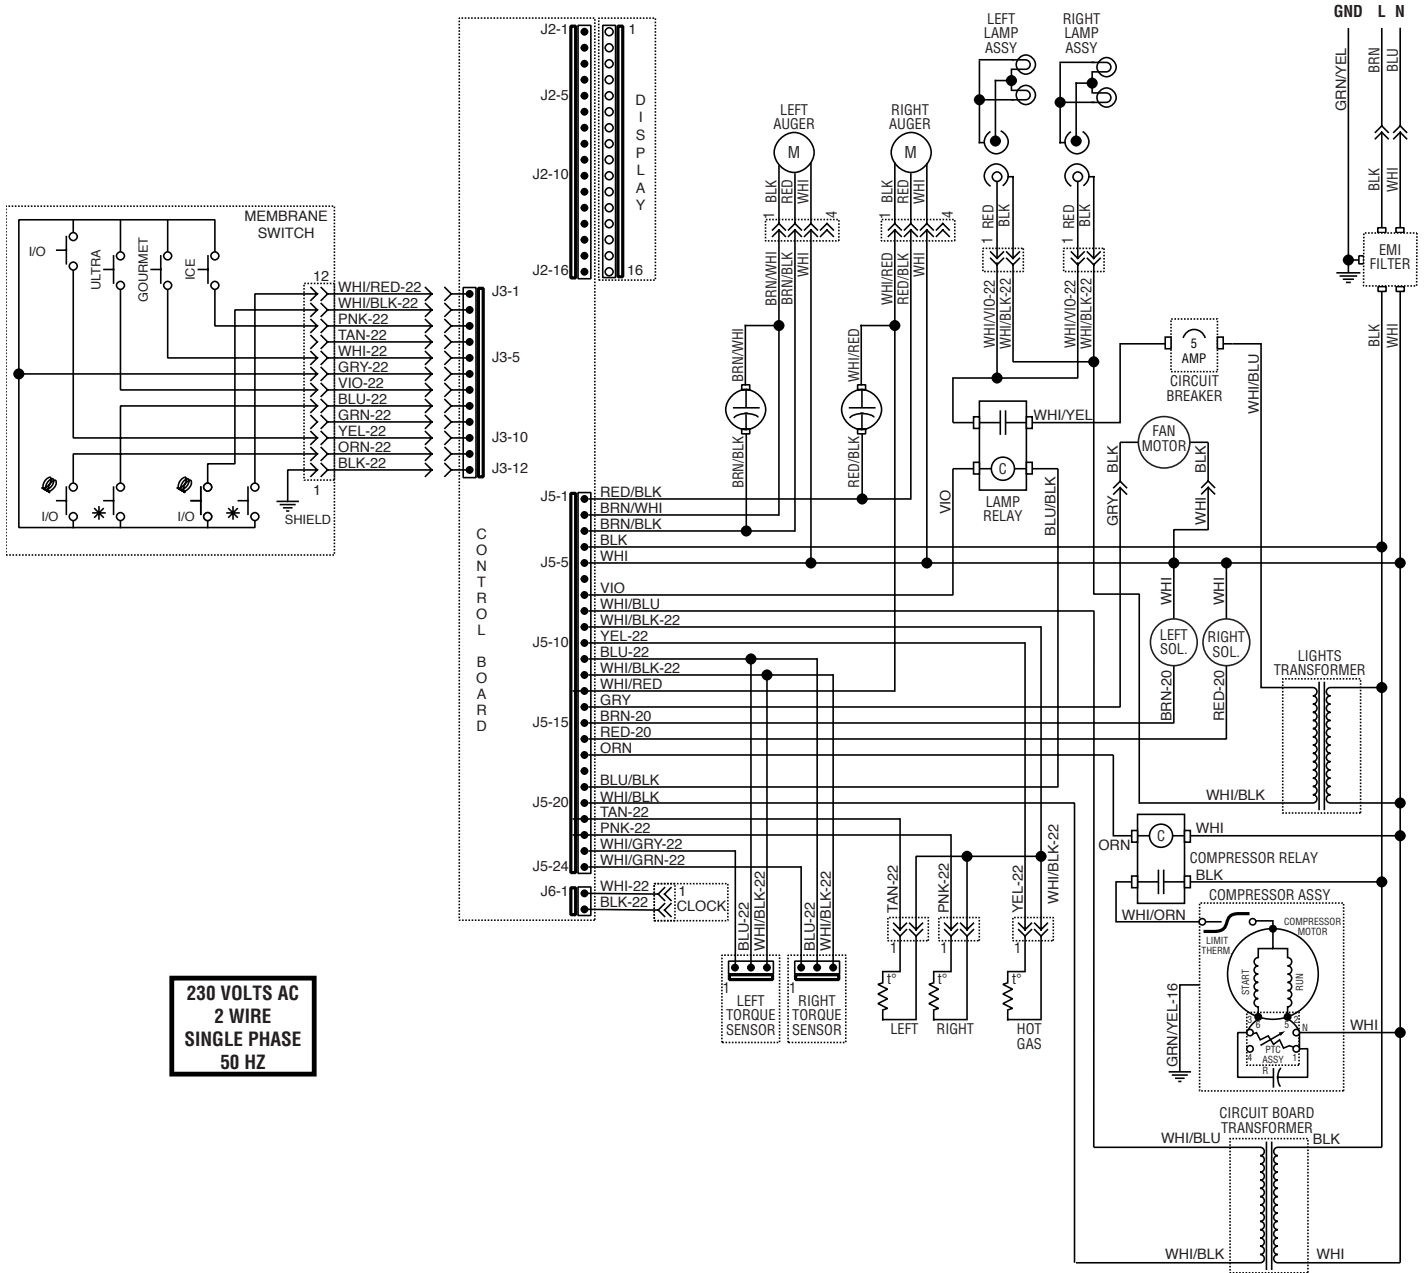 GND L N
LEFT
LAMP
ASSY
RIGHT
LAMP
ASSY
GRN/YEL
BRN
BLU
BLK
WHI
EMI
FILTER
BLK
WHI
J2-1
J2-5
J2-10
J2-16
1
16
DISPLAY
LEFT
AUGER
M
BLK
RED
WHI
1
4
BRN/WHI
BRN/BLK
WHI
BRN/WHI
BRN/BLK
RIGHT
AUGER
M
BLK
RED
WHI
1
4
WHI/RED
RED/BLK
WHI
WHI/RED
RED/BLK
1
RED
BLK
1
RED
BLK
WHI/VIO-22
WHI/BLK-22
WHI/VIO-22
WHI/BLK-22
5
AMP
CIRCUIT
BREAKER
WHI/BLU
WHI/YEL
C
LAMP
RELAY
VIO
BLU/BLK
FAN
MOTOR
BLK
BLK
GRY
WHI
MEMBRANE
SWITCH
I/O
ULTRA
GOURMET
ICE
I/O
I/O
SHIELD
12
1
WHI/RED-22
WHI/BLK-22
PNK-22
TAN-22
WHI-22
GRY-22
VIO-22
BLU-22
GRN-22
YEL-22
ORN-22
BLK-22
J3-1
J3-5
J3-10
J3-12
CONTROL BOARD
J5-1
J5-5
J5-10
J5-15
J5-20
J5-24
J6-1
RED/BLK
BRN/WHI
BRN/BLK
BLK
WHI
VIO
WHI/BLU
WHI/BLK-22
YEL-22
BLU-22
WHI/BLK-22
WHI/RED
GRY
BRN-20
RED-20
ORN
BLU/BLK
WHI/BLK
TAN-22
PNK-22
WHI/GRY-22
WHI/GRN-22
WHI-22
BLK-22
1
CLOCK
WHI
WHI
LEFT
SOL.
RIGHT
SOL.
BRN-20
RED-20
LIGHTS
TRANSFORMER
WHI/BLK
ORN
C
WHI
COMPRESSOR RELAY
BLK
WHI/ORN
COMPRESSOR ASSY
LIMIT
THERM.
COMPRESSOR
MOTOR
START
RUN
3
6
5
2
N
4
1
PTC
ASSY
R
WHI
GRN/YEL-16
BLU-22
WHI/BLK-22
BLU-22
WHI/BLK-22
1
LEFT
TORQUE
SENSOR
1
RIGHT
TORQUE
SENSOR
TAN-22
PNK-22
YEL-22
WHI/BLK-22
1
1
1
t°
t°
t°
LEFT
RIGHT
HOT
GAS
230 VOLTS AC
2 WIRE
SINGLE PHASE
50 HZ
CIRCUIT BOARD
TRANSFORMER
WHI/BLU
BLK
WHI/BLK
WHI